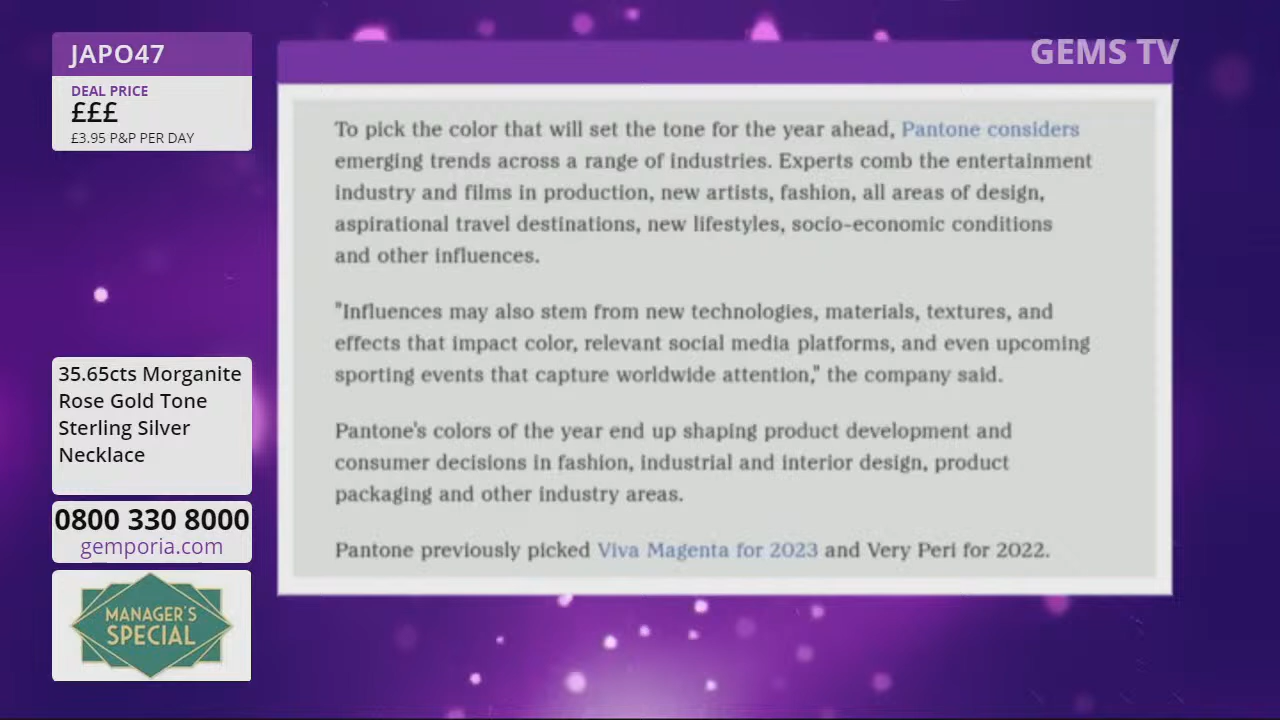 JAPO47
DEAL PRICE
£££
£3.95 P&P PER DAY
GEMS TV
To pick the color that will set the tone for the year ahead, Pantone considers
emerging trends across a range of industries. Experts comb the entertainment
industry and films in production, new artists, fashion, all areas of design,
aspirational travel destinations, new lifestyles, socio-economic conditions
and other influences.
"Influences may also stem from new technologies, materials, textures, and
effects that impact color, relevant social media platforms, and even upcoming
sporting events that capture worldwide attention," the company said.
Pantone's colors of the year end up shaping product development and
consumer decisions in fashion, industrial and interior design, product
packaging and other industry areas.
Pantone previously picked Viva Magenta for 2023 and Very Peri for 2022.
35.65cts Morganite
Rose Gold Tone
Sterling Silver
Necklace
0800 330 8000
gemporia.com
MANAGER'S
SPECIAL